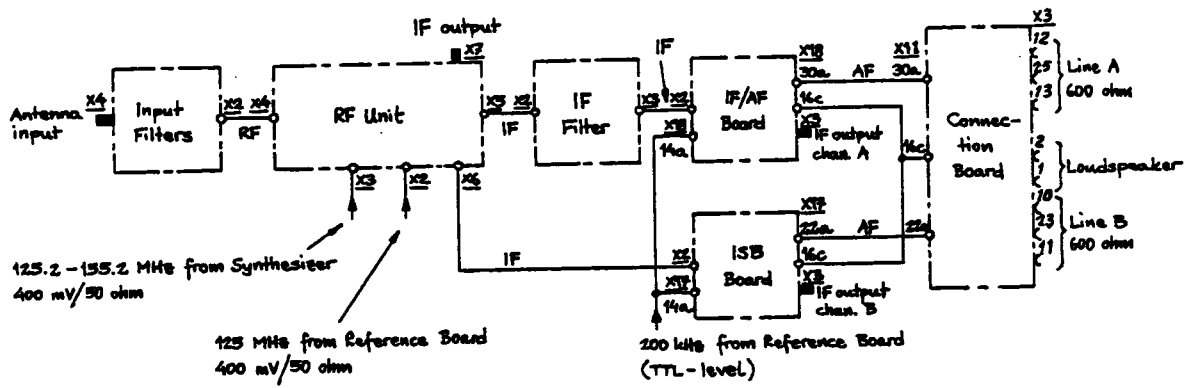 IF output
X7
X4
Antenna
input
Input
Filters
X2 X4
RF
RF Unit
X3
X2
X6
X5 X2
IF
IF
Filter
IF
X3 X2
X18
14a
IF/AF
Board
X18
30a
16c
X3
IF output
chan. A
AF
X11
30a
16c
22a
Connec-
tion
Board
X3
12
25
13
Line A
600 ohm
2
1
Loudspeaker
10
23
11
Line B
600 ohm
125.2-155.2 MHz from Synthesizer
400 mV/50 ohm
125 MHz from Reference Board
400 mV/50 ohm
IF
X2
X17
14a
ISB
Board
X17
22a
AF
16c
X3
IF output
chan. B
200 kHz from Reference Board
(TTL-level)